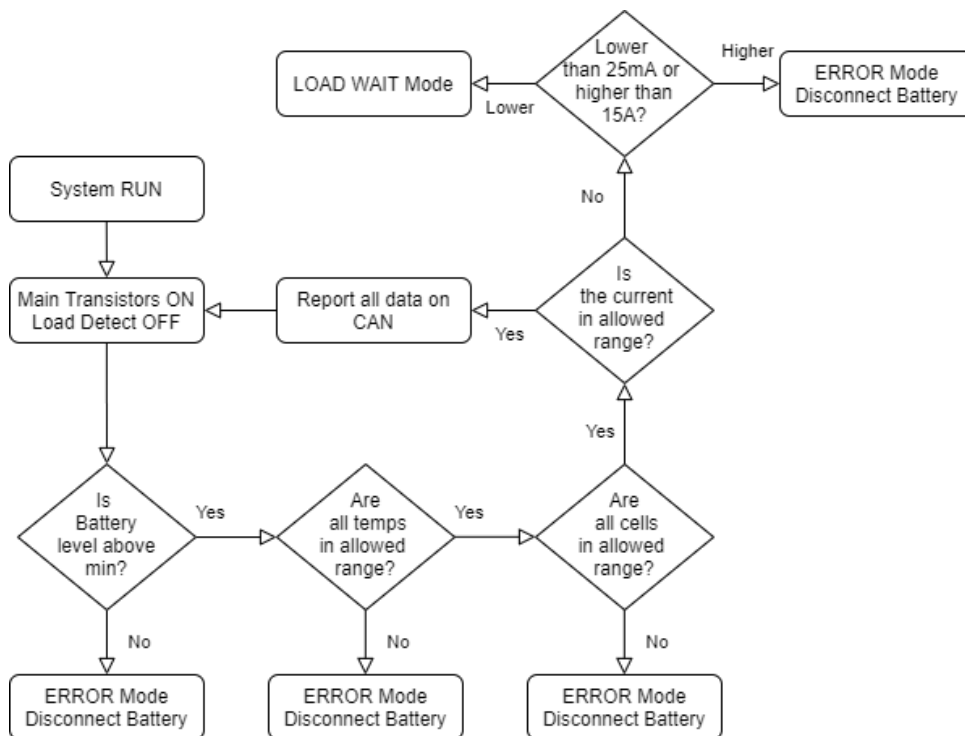 Lower
than 25mA or
higher than
15A?
Higher
LOAD WAIT Mode
Lower
ERROR Mode
Disconnect Battery
System RUN
No
Main Transistors ON
Load Detect OFF
Report all data on
CAN
Yes
Is
the current
in allowed
range?
Yes
Is
Battery
level above
min?
Yes
Are
all temps
in allowed
range?
Yes
Are
all cells
in allowed
range?
No
No
No
ERROR Mode
Disconnect Battery
ERROR Mode
Disconnect Battery
ERROR Mode
Disconnect Battery